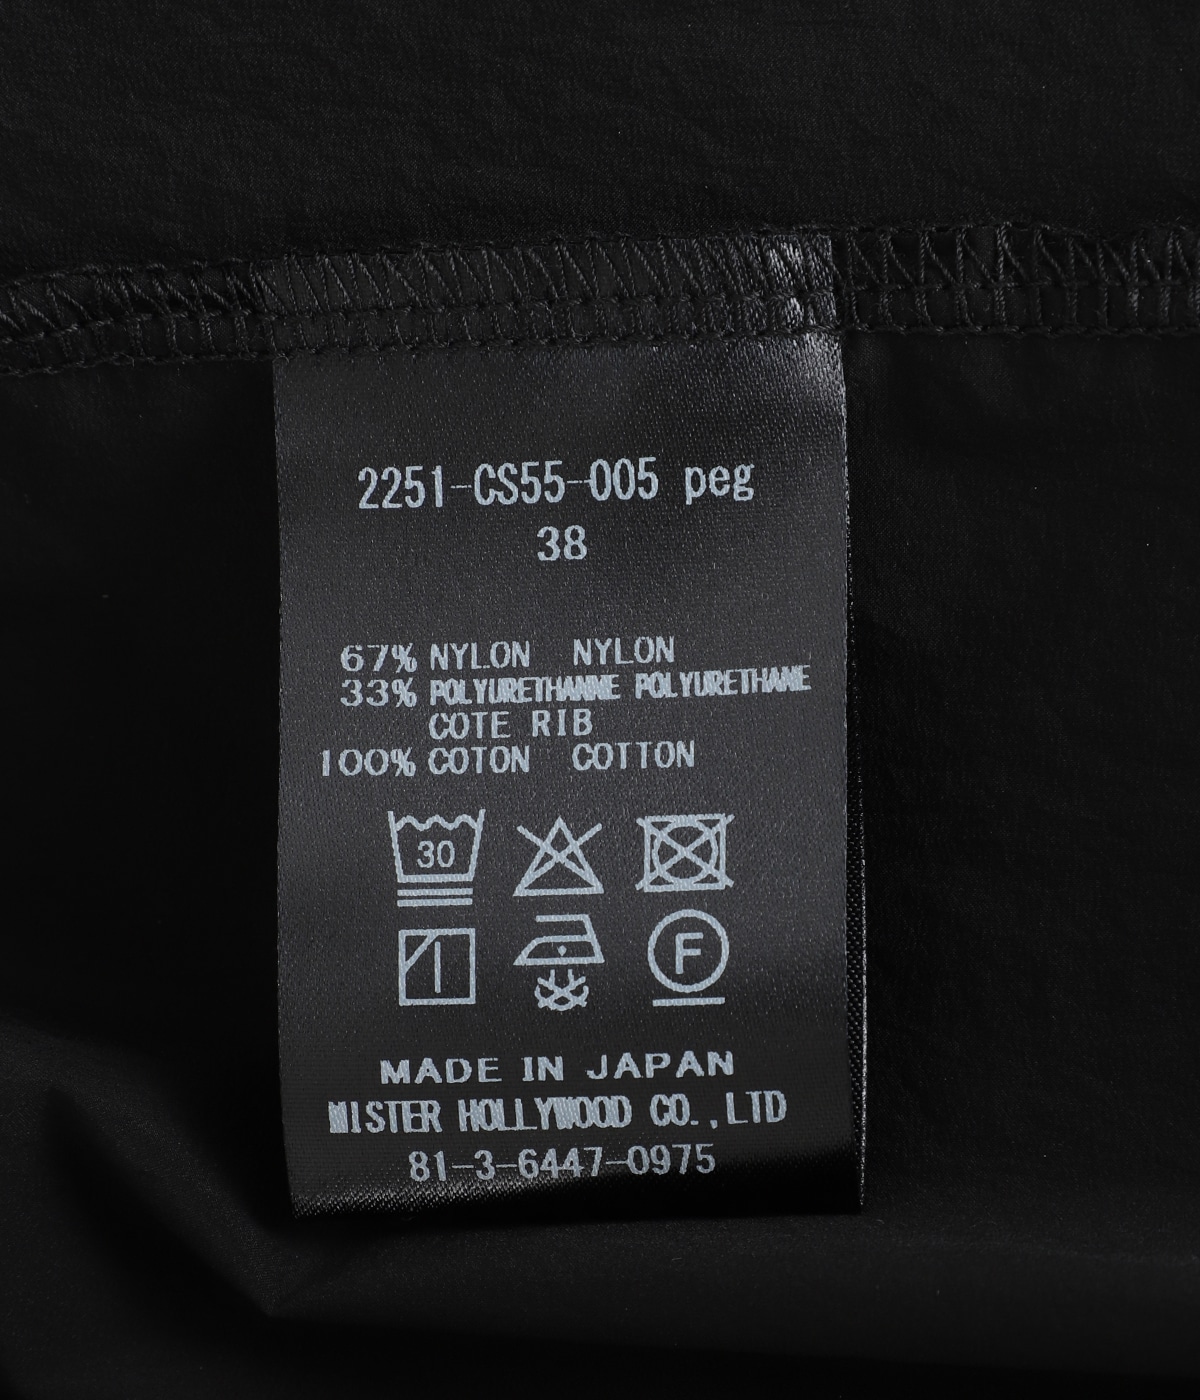 2251-CS55-005 peg
38
67% NYLON NYLON
33% POLYURETHANNE POLYURETHANE
COTE RIB
100% COTON COTTON
30
F
MADE IN JAPAN
MISTER HOLLYWOOD CO.,LTD
81-3-6447-0975